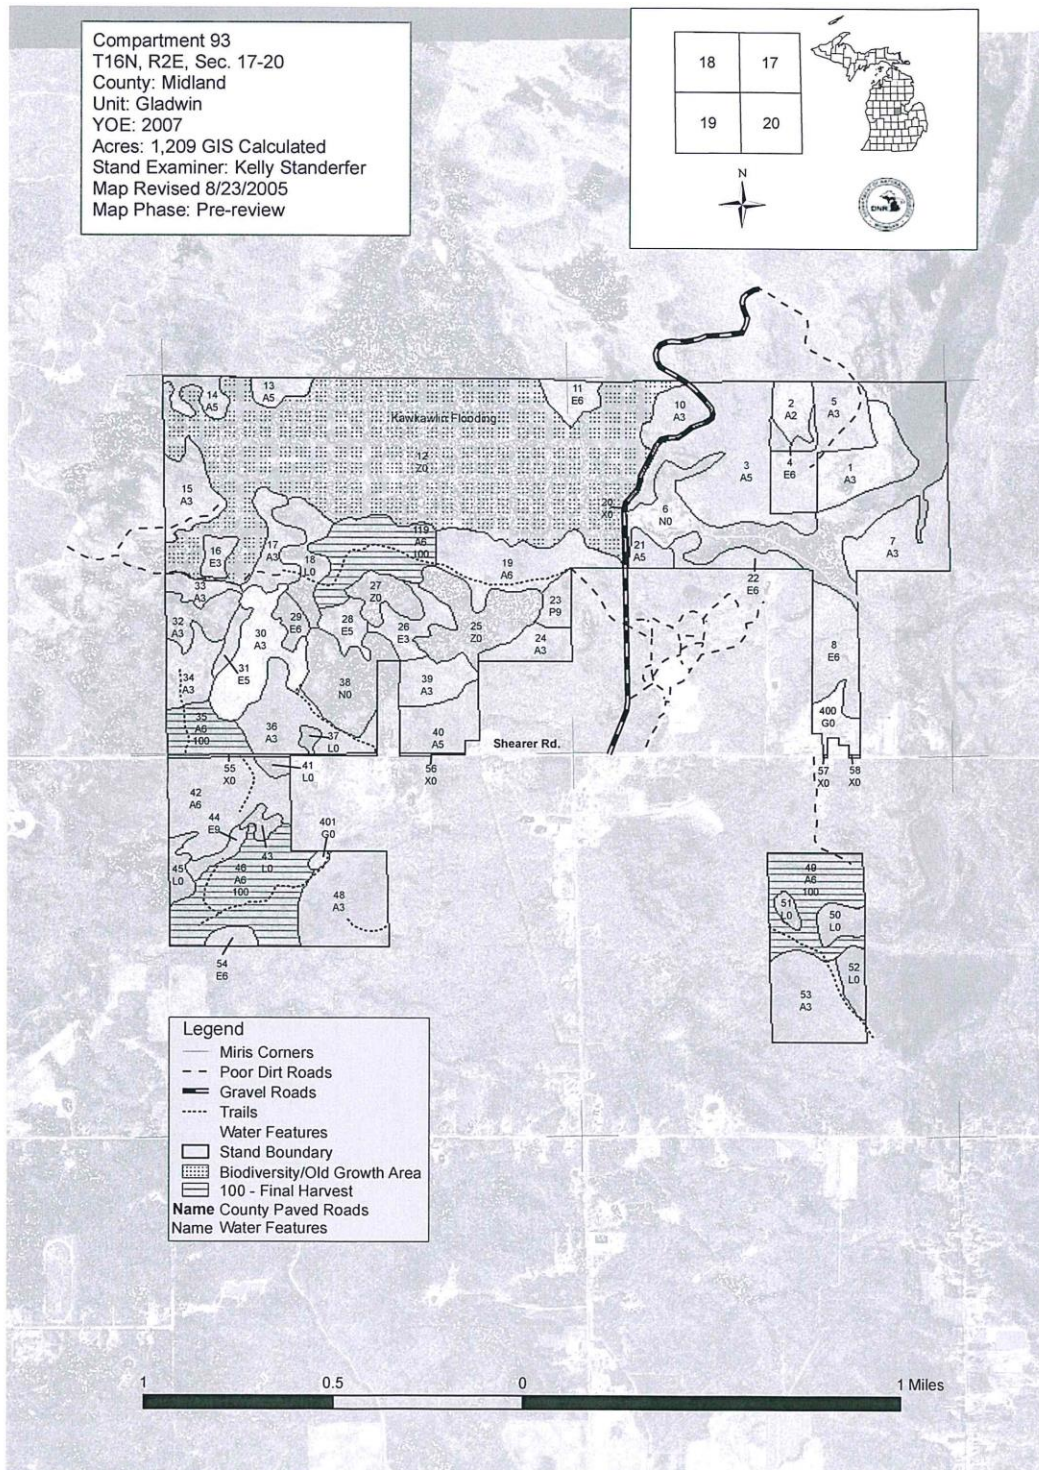 Compartment 93
T16N, R2E, Sec. 17-20
County: Midland
Unit: Gladwin
YOE: 2007
Acres: 1,209 GIS Calculated
Stand Examiner: Kelly Standerfer
Map Revised 8/23/2005
Map Phase: Pre-review
18 17
19 20
N
DNR
13
A5
14
A5
11
E6
Kawkawlin Flooding
12
Z0
10
A3
2
A2
5
A3
3
A5
4
E6
1
A3
15
A3
20
X0
6
N0
7
A3
16
E3
17
A3
18
L0
119
A6
100
19
A6
21
A5
22
E6
33
A3
32
A3
30
A3
29
E6
28
E5
27
Z0
26
E3
25
Z0
23
P9
24
A3
31
E5
34
A3
38
N0
39
A3
8
E6
400
G0
35
A6
100
36
A3
37
L0
40
A5
Shearer Rd.
55
X0
41
L0
56
X0
57
X0
58
X0
42
A6
44
E9
43
L0
401
G0
45
L0
46
A6
100
48
A3
49
A6
100
51
L0
50
L0
52
L0
53
A3
54
E6
Legend
Miris Corners
Poor Dirt Roads
Gravel Roads
Trails
Water Features
Stand Boundary
Biodiversity/Old Growth Area
100 - Final Harvest
Name County Paved Roads
Name Water Features
1 0.5 0 1 Miles